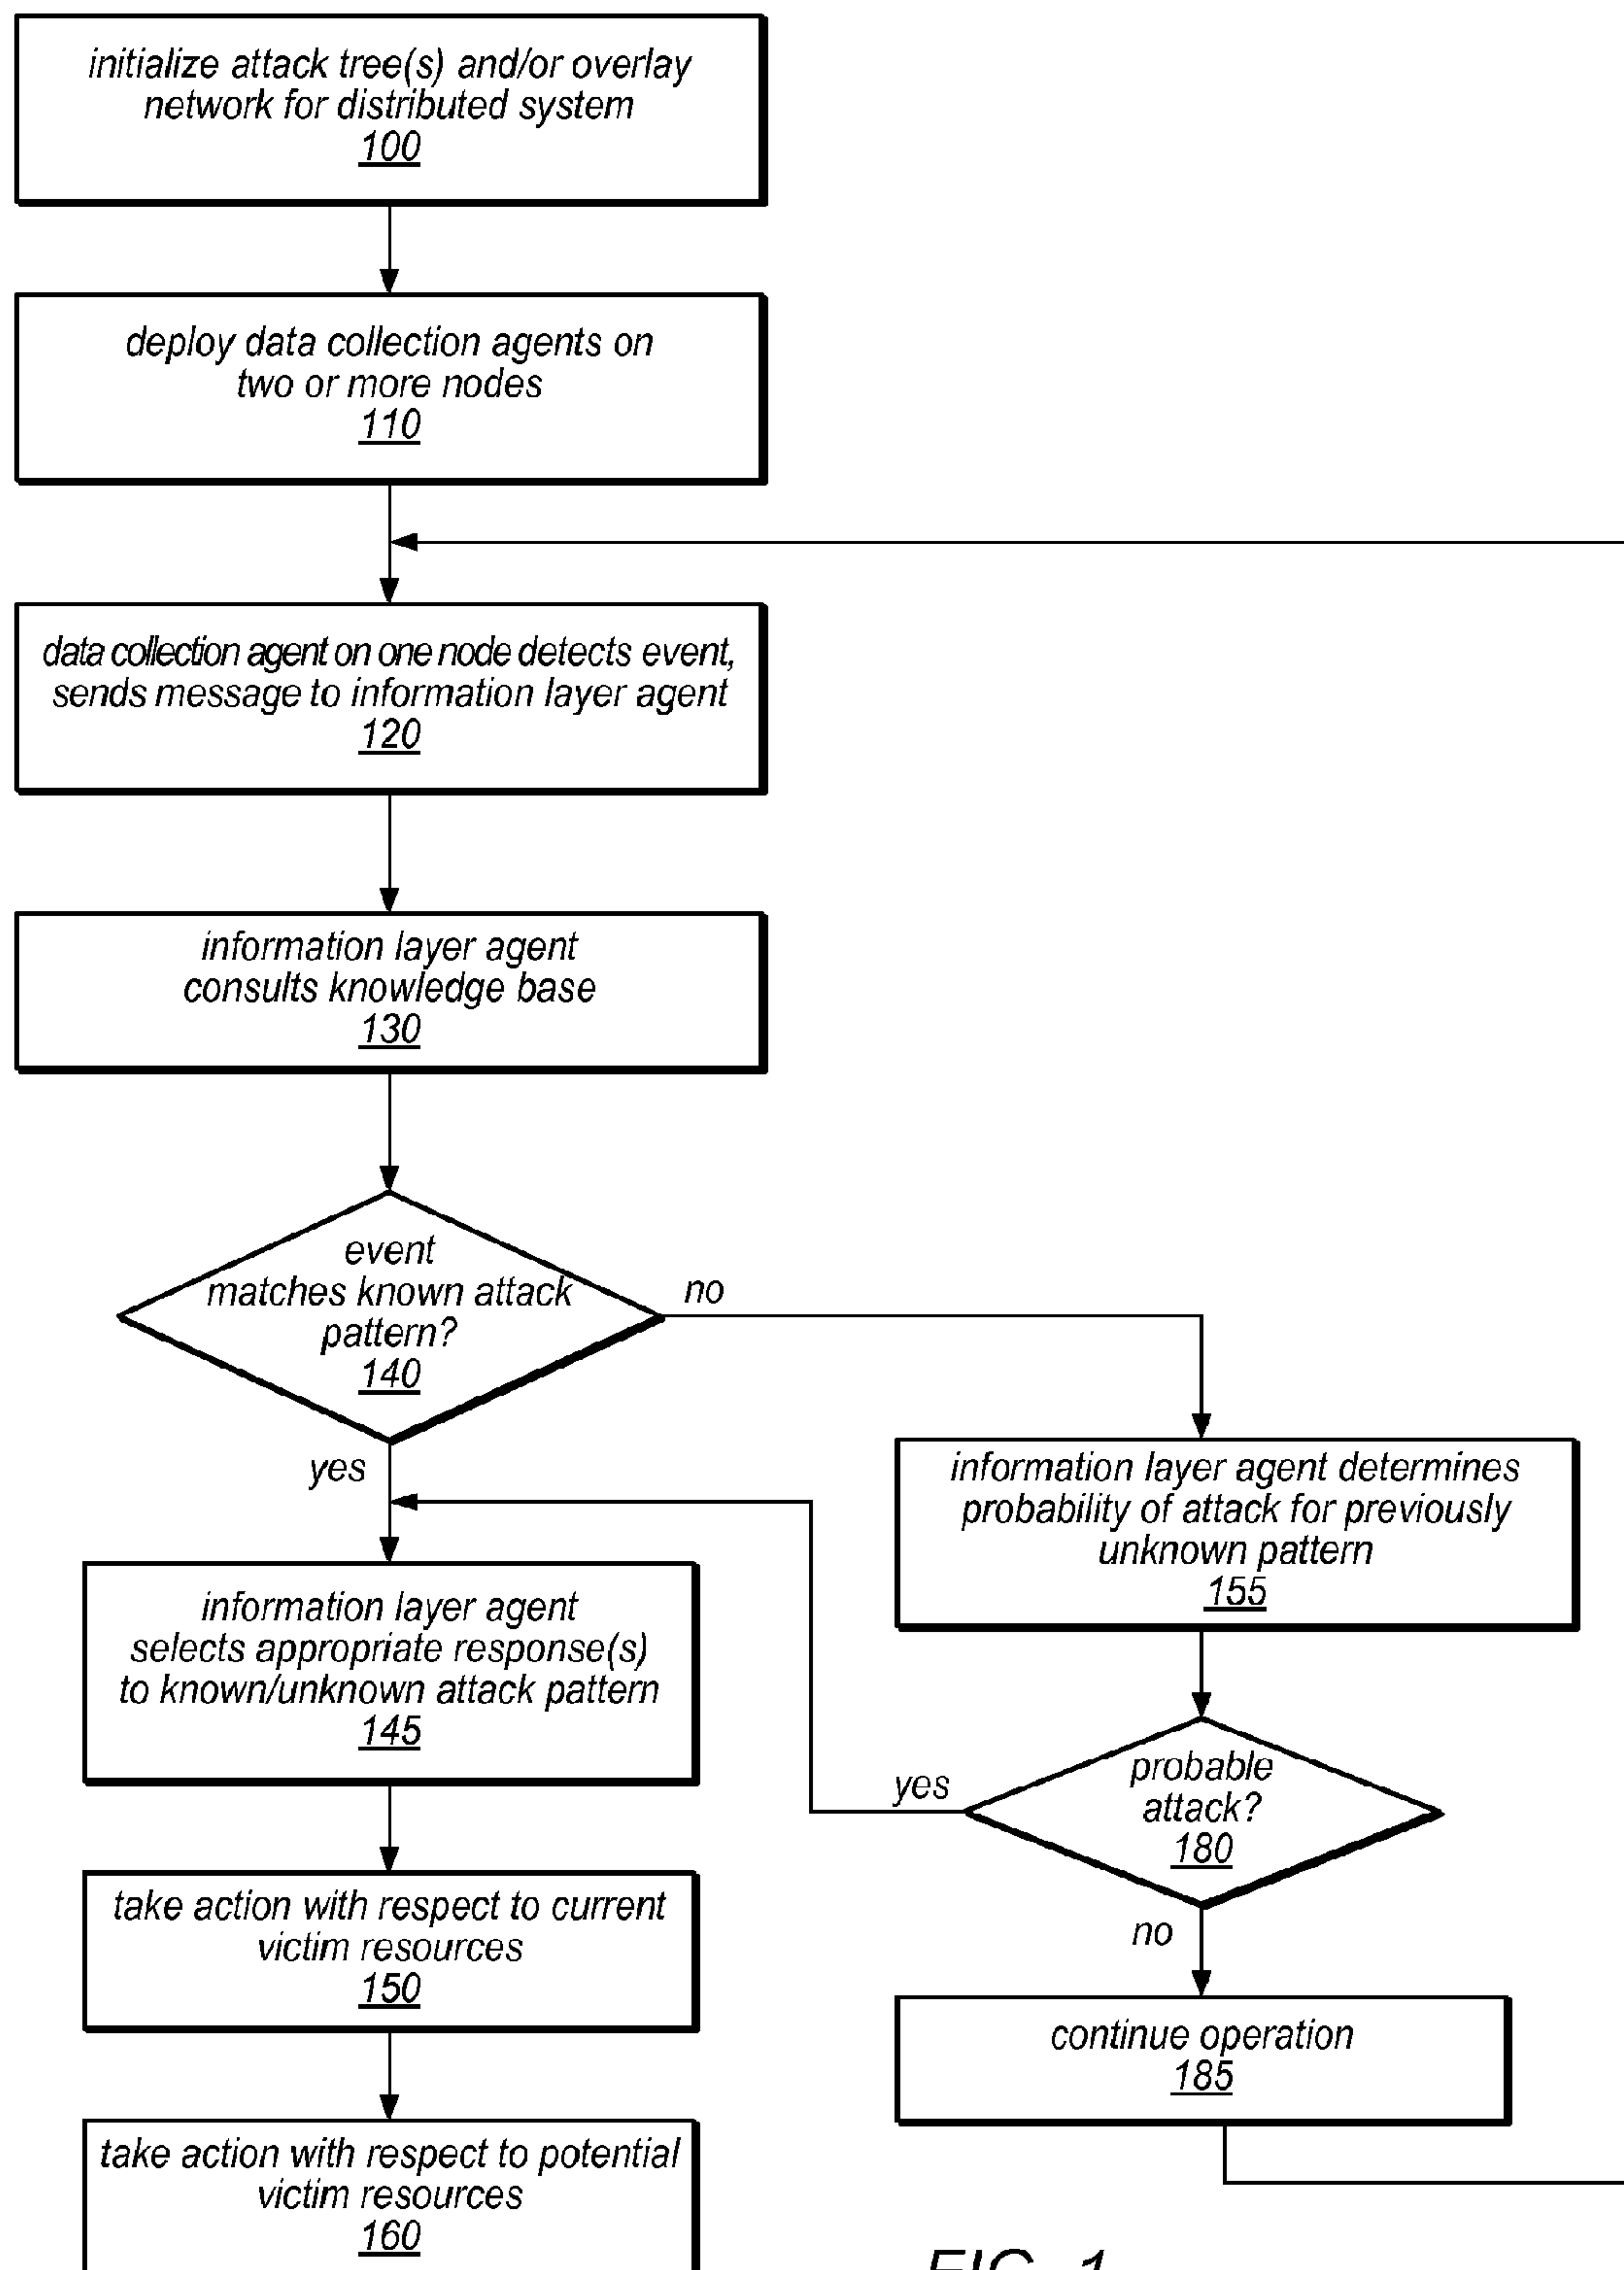 initialize attack tree(s) and/or overlay
network for distributed system
100
deploy data collection agents on
two or more nodes
110
data collection agent on one node detects event,
sends message to information layer agent
120
information layer agent
consults knowledge base
130
event
matches known attack
pattern?
140
no
yes
information layer agent determines
probability of attack for previously
unknown pattern
155
information layer agent
selects appropriate response(s)
to known/unknown attack pattern
145
probable
attack?
180
yes
no
take action with respect to current
victim resources
150
continue operation
185
take action with respect to potential
victim resources
160
FIG. 1